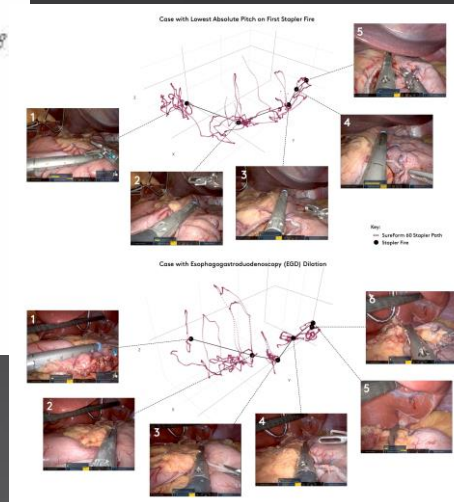 Case with Lowest Absolute Pitch on First Stapler Fire
5
1
4
2
3
Key:
SureForm 60 Stapler Path
Stapler Fire
Case with Esophagogastroduodenoscopy (EGD) Dilation
1
6
2
3
4
5